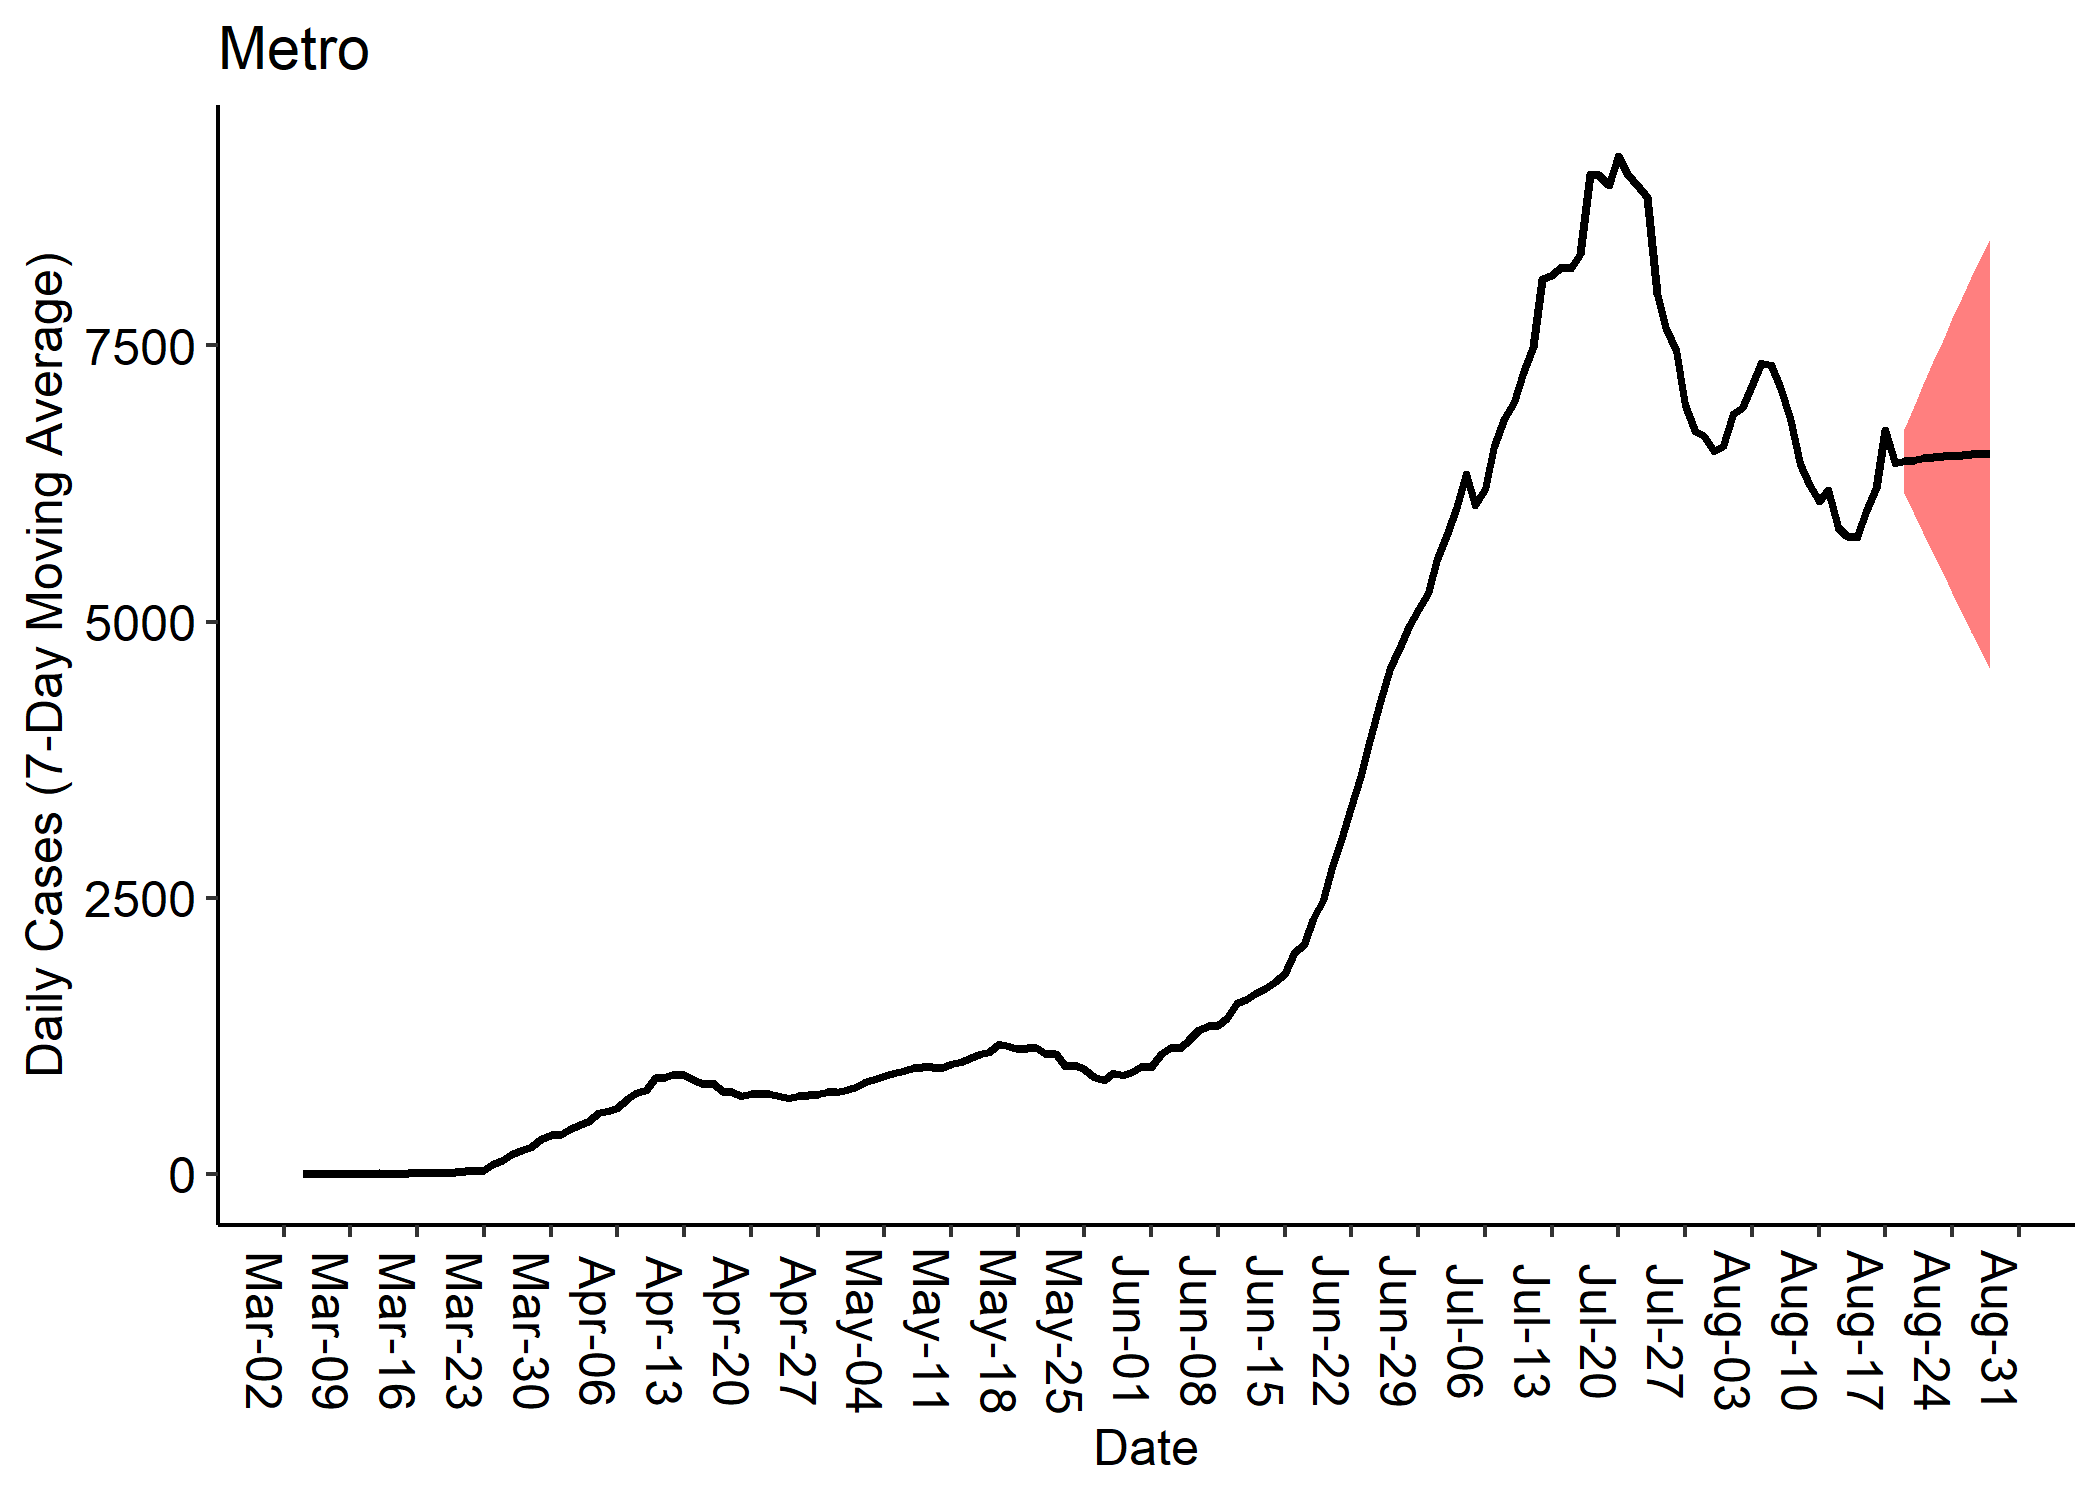 Metro
Daily Cases (7-Day Moving Average)
7500
5000
2500
0
Mar-02
Mar-09
Mar-16
Mar-23
Mar-30
Apr-06
Apr-13
Apr-20
Apr-27
May-04
May-11
May-18
May-25
Jun-01
Jun-08
Jun-15
Jun-22
Jun-29
Jul-06
Jul-13
Jul-20
Jul-27
Aug-03
Aug-10
Aug-17
Aug-24
Aug-31
Date